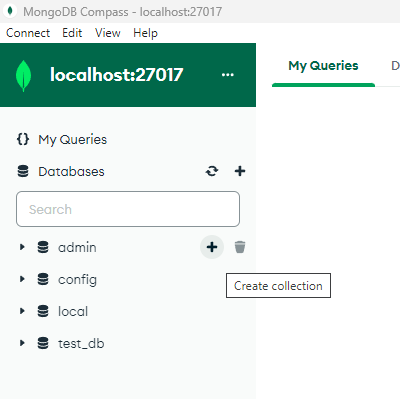 MongoDB Compass - localhost:27017
Connect Edit View Help
localhost:27017 ...
My Queries D
{} My Queries
Databases
Search
admin
Create collection
config
local
test_db